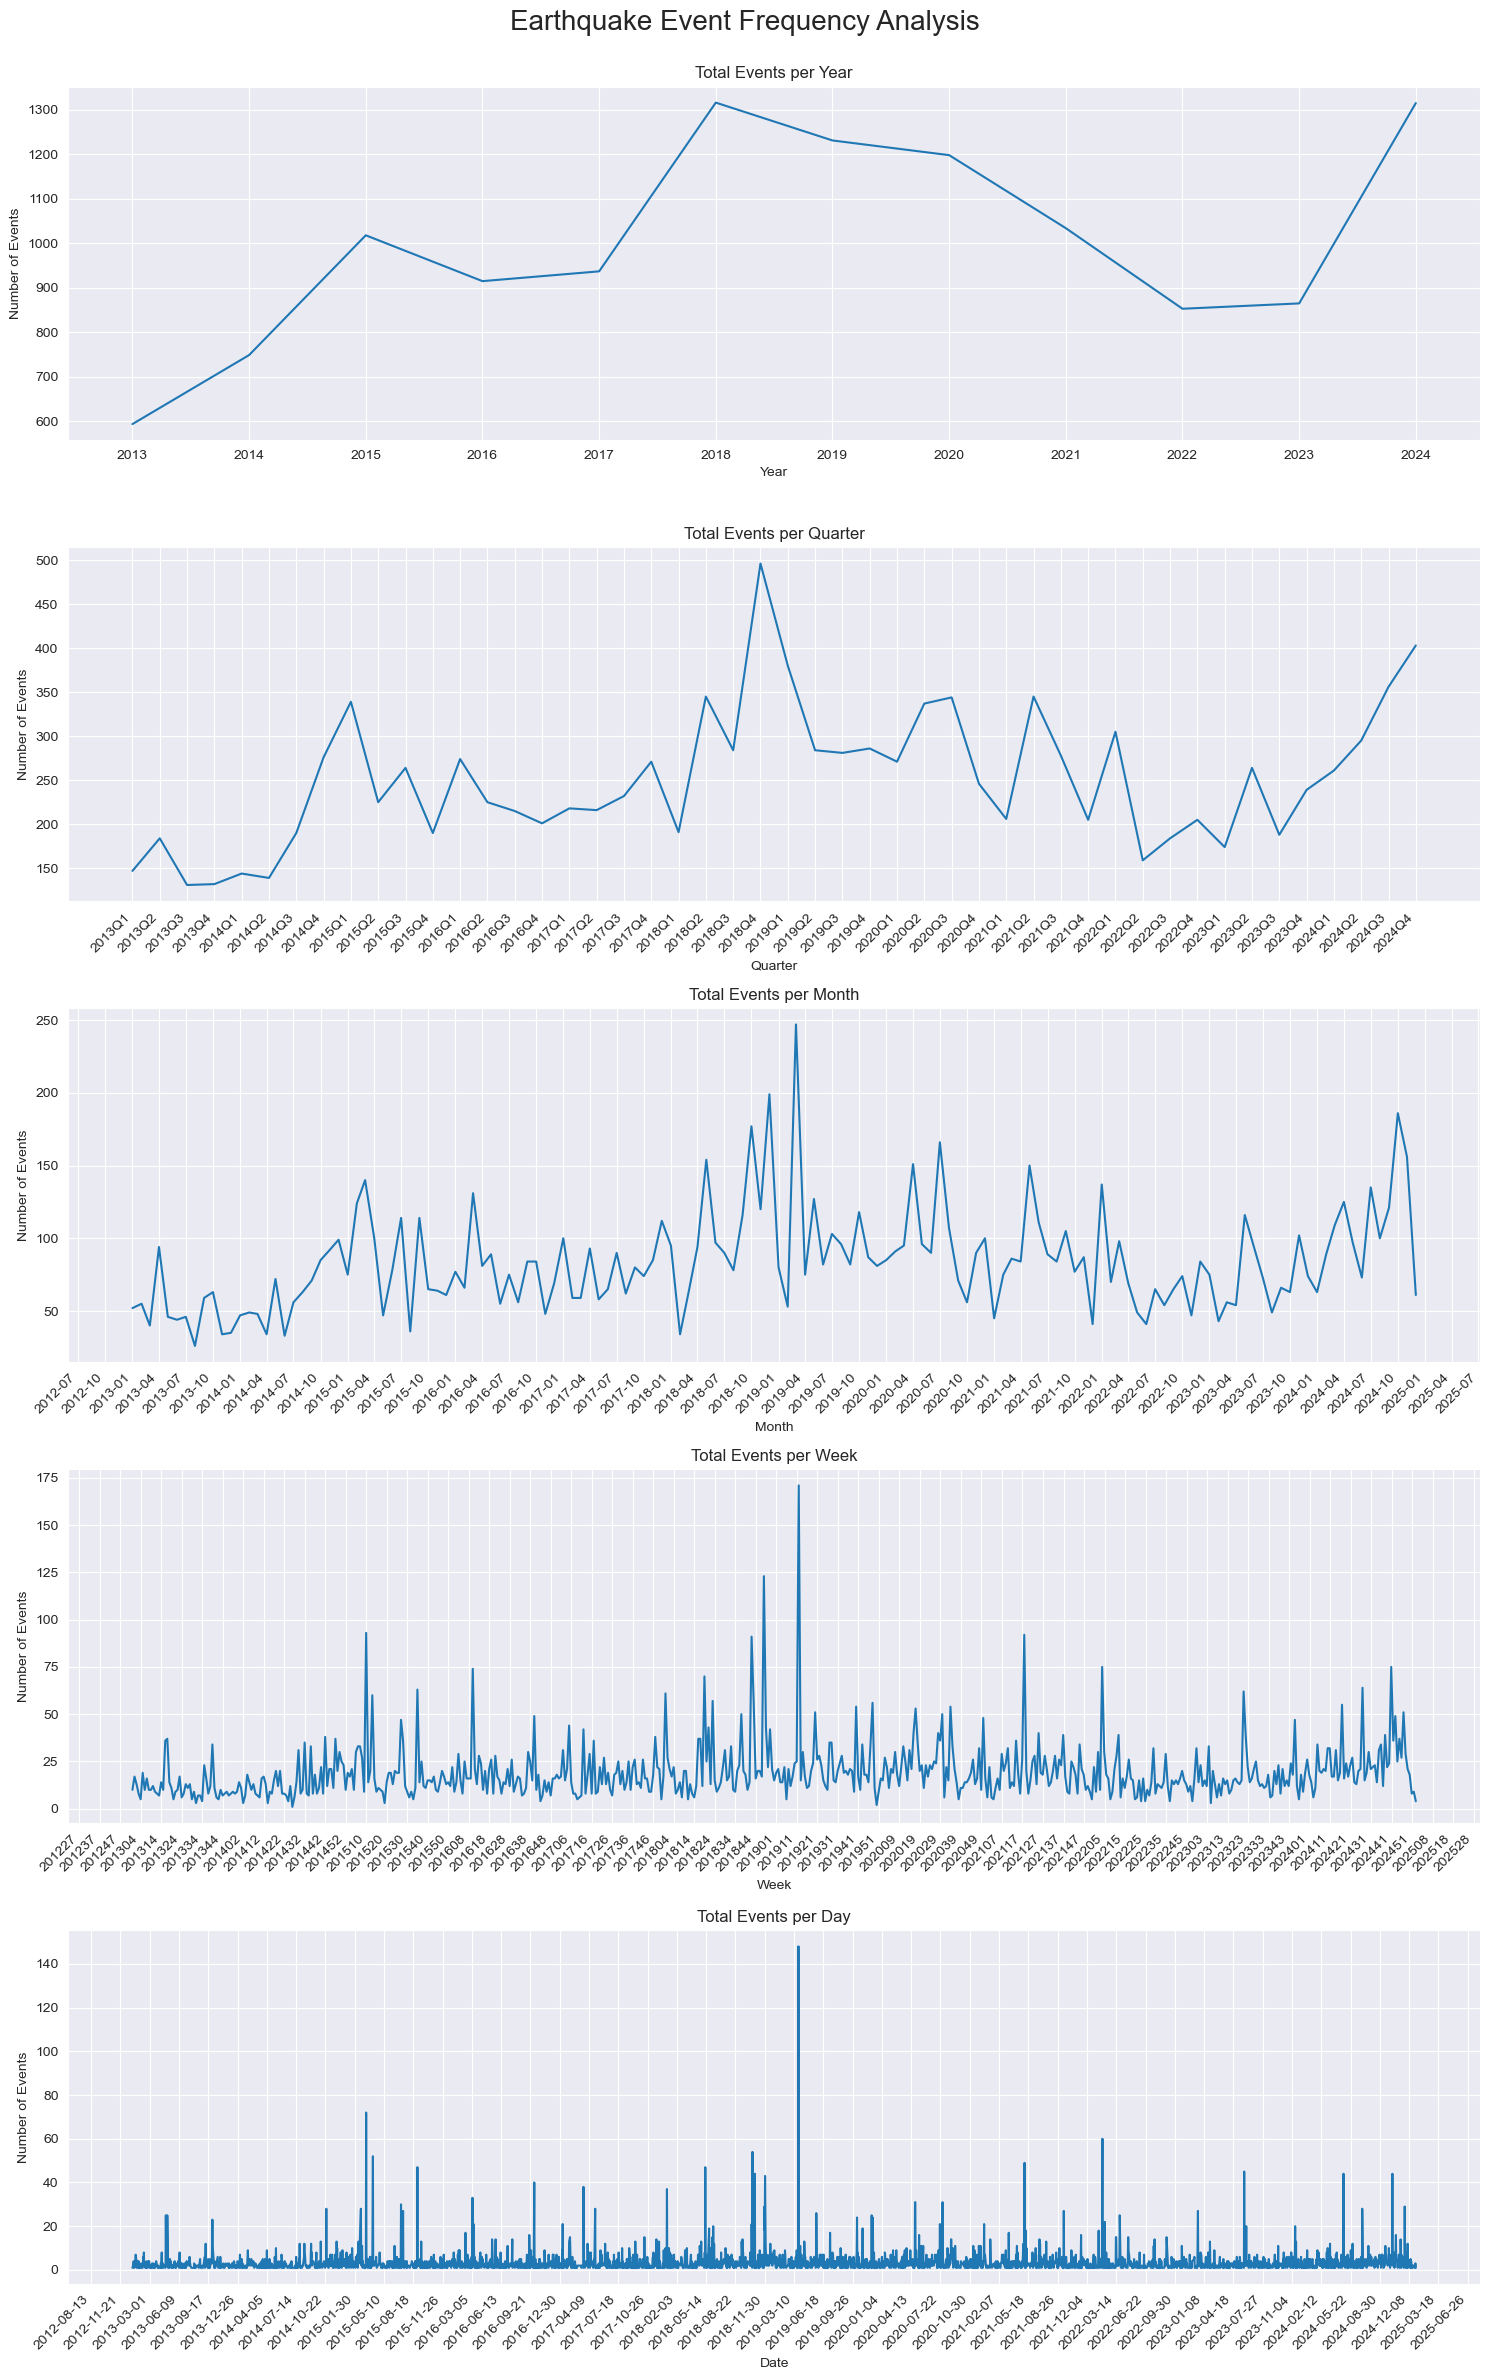 Earthquake Event Frequency Analysis
Total Events per Year
Number of Events
1300
1200
1100
1000
900
800
700
600
2013 2014 2015 2016 2017 2018 2019 2020 2021 2022 2023 2024
Year
Total Events per Quarter
Number of Events
500
450
400
350
300
250
200
150
2013Q1 2013Q2 2013Q3 2013Q4 2014Q1 2014Q2 2014Q3 2014Q4 2015Q1 2015Q2 2015Q3 2015Q4 2016Q1 2016Q2 2016Q3 2016Q4 2017Q1 2017Q2 2017Q3 2017Q4 2018Q1 2018Q2 2018Q3 2018Q4 2019Q1 2019Q2 2019Q3 2019Q4 2020Q1 2020Q2 2020Q3 2020Q4 2021Q1 2021Q2 2021Q3 2021Q4 2022Q1 2022Q2 2022Q3 2022Q4 2023Q1 2023Q2 2023Q3 2023Q4 2024Q1 2024Q2 2024Q3 2024Q4
Quarter
Total Events per Month
Number of Events
250
200
150
100
50
2012-07 2012-10 2013-01 2013-04 2013-07 2013-10 2014-01 2014-04 2014-07 2014-10 2015-01 2015-04 2015-07 2015-10 2016-01 2016-04 2016-07 2016-10 2017-01 2017-04 2017-07 2017-10 2018-01 2018-04 2018-07 2018-10 2019-01 2019-04 2019-07 2019-10 2020-01 2020-04 2020-07 2020-10 2021-01 2021-04 2021-07 2021-10 2022-01 2022-04 2022-07 2022-10 2023-01 2023-04 2023-07 2023-10 2024-01 2024-04 2024-07 2024-10 2025-01 2025-04 2025-07
Month
Total Events per Week
Number of Events
175
150
125
100
75
50
25
0
201227 201237 201247 201304 201314 201324 201334 201344 201402 201412 201422 201432 201442 201452 201510 201520 201530 201540 201550 201608 201618 201628 201638 201648 201706 201716 201726 201736 201746 201804 201814 201824 201834 201844 201901 201911 201921 201931 201941 201951 202009 202019 202029 202039 202049 202107 202117 202127 202137 202147 202205 202215 202225 202235 202245 202303 202313 202323 202333 202343 202401 202411 202421 202431 202441 202451 202508 202518 202528
Week
Total Events per Day
Number of Events
140
120
100
80
60
40
20
0
2012-08-13 2012-11-21 2013-03-01 2013-06-09 2013-09-17 2013-12-26 2014-04-05 2014-07-14 2014-10-22 2015-01-30 2015-05-10 2015-08-18 2015-11-26 2016-03-05 2016-06-13 2016-09-21 2016-12-30 2017-04-09 2017-07-18 2017-10-26 2018-02-03 2018-05-14 2018-08-22 2018-11-30 2019-03-10 2019-06-18 2019-09-26 2020-01-04 2020-04-13 2020-07-22 2020-10-30 2021-02-07 2021-05-18 2021-08-26 2021-12-04 2022-03-14 2022-06-22 2022-09-30 2023-01-08 2023-04-18 2023-07-27 2023-11-04 2024-02-12 2024-05-22 2024-08-30 2024-12-08 2025-03-18 2025-06-26
Date